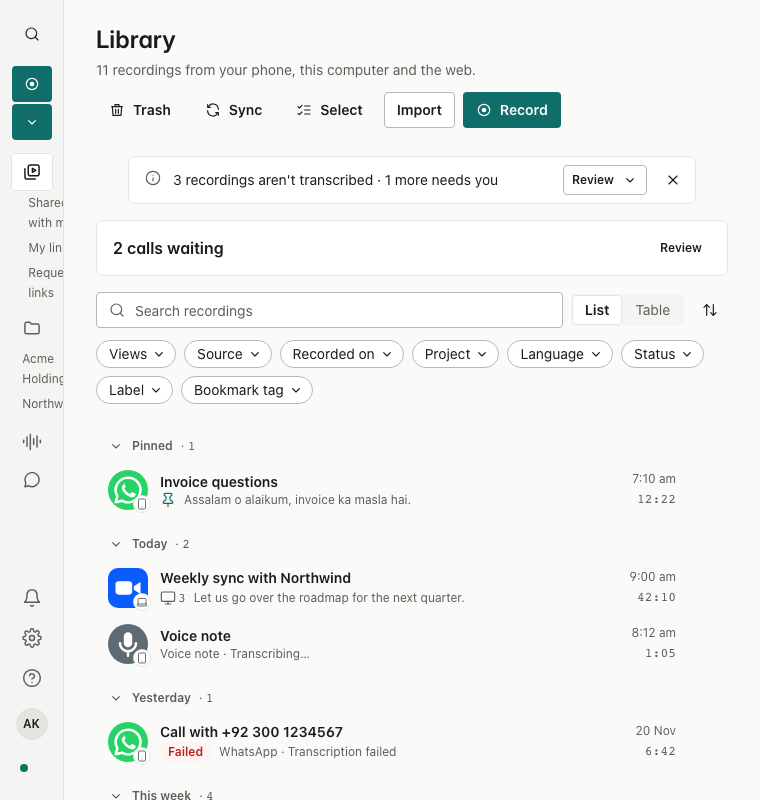 Library
11 recordings from your phone, this computer and the web.
Trash
Sync
Select
Import
Record
3 recordings aren't transcribed · 1 more needs you
Review
2 calls waiting
Review
Search recordings
List
Table
Views
Source
Recorded on
Project
Language
Status
Label
Bookmark tag
Shared
with m
My lin
Reque
links
Acme
Holding
Northw
AK
Pinned · 1
Invoice questions
7:10 am
Assalam o alaikum, invoice ka masla hai.
12:22
Today · 2
Weekly sync with Northwind
9:00 am
3 Let us go over the roadmap for the next quarter.
42:10
Voice note
8:12 am
Voice note · Transcribing...
1:05
Yesterday · 1
Call with +92 300 1234567
20 Nov
Failed
WhatsApp · Transcription failed
6:42
This week · 4